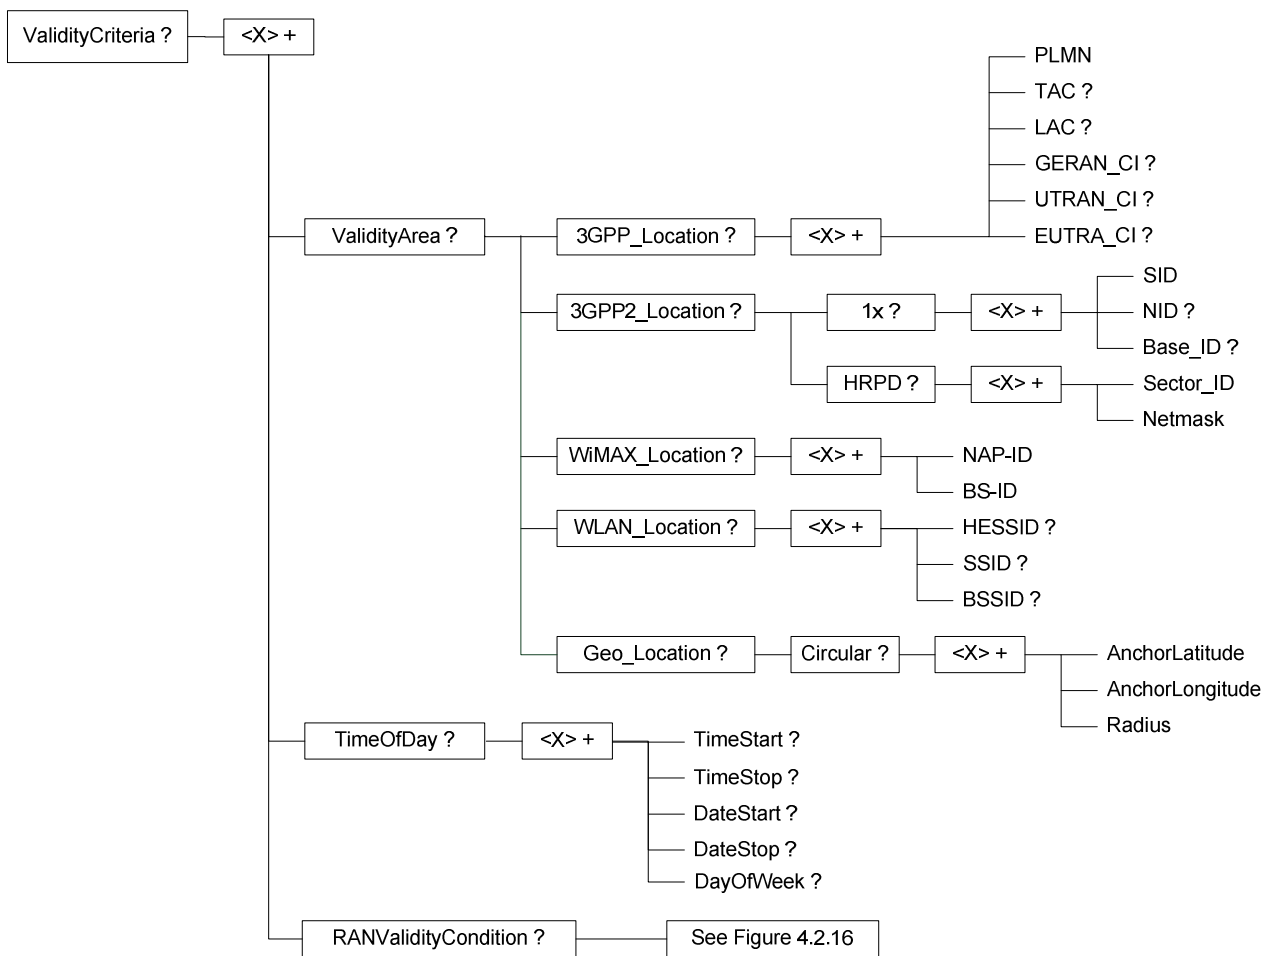 ValidityCriteria ?
<X> +
PLMN
TAC ?
LAC ?
GERAN_CI ?
UTRAN_CI ?
ValidityArea ?
3GPP_Location ?
<X> +
EUTRA_CI ?
SID
3GPP2_Location ?
1x ?
<X> +
NID ?
Base_ID ?
HRPD ?
<X> +
Sector_ID
Netmask
WiMAX_Location ?
<X> +
NAP-ID
BS-ID
WLAN_Location ?
<X> +
HESSID ?
SSID ?
BSSID ?
Geo_Location ?
Circular ?
<X> +
AnchorLatitude
AnchorLongitude
Radius
TimeOfDay ?
<X> +
TimeStart ?
TimeStop ?
DateStart ?
DateStop ?
DayOfWeek ?
RANValidityCondition ?
See Figure 4.2.16